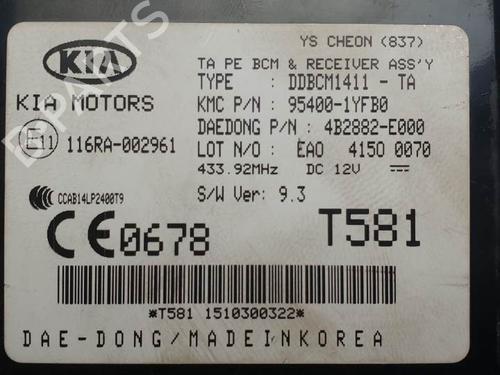 YS CHEON (837)
KIA
TA PE BCM & RECEIVER ASS'Y
TYPE : DDBCM1411 - TA
KIA MOTORS
KMC P/N : 95400-1YFB0
DAEDONG P/N : 4B2882-E000
E11 116RA-002961
LOT N/O : EAO 4150 0070
433.92MHz DC 12V
CCAB14LP2400T9
S/W Ver: 9.3
CE0678
T581
*T581 1510300322*
DAE-DONG/MADEINKOREA